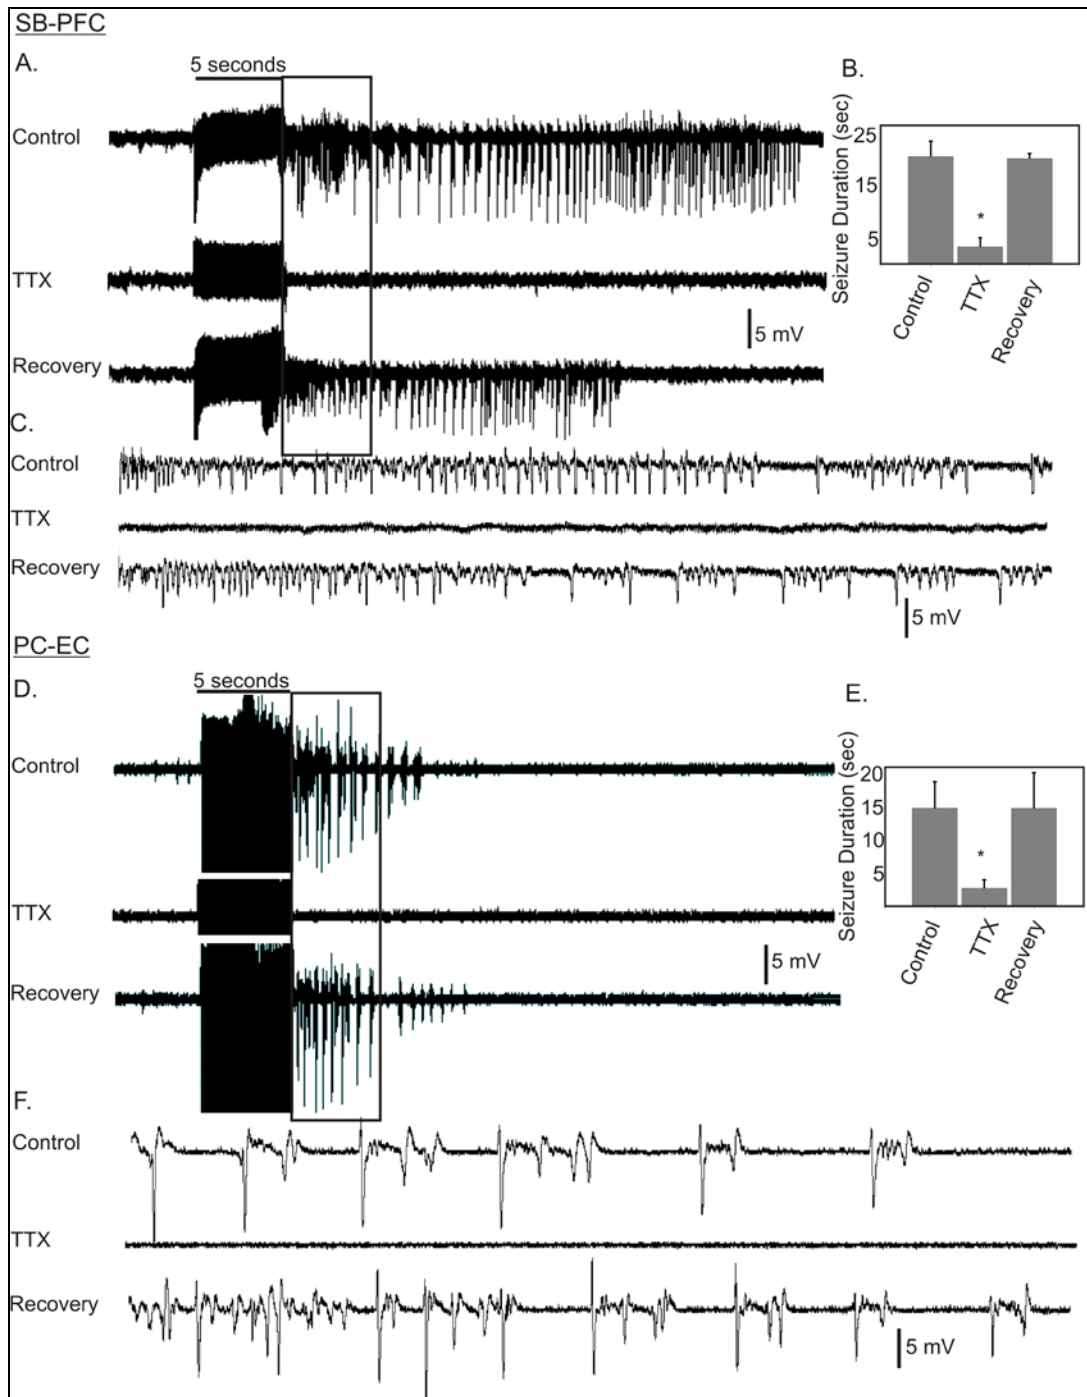 SB-PFC
A.
5 seconds
Control
TTX
Recovery
5 mV
B.
Seizure Duration (sec)
25
15
5
*
Control
TTX
Recovery
C.
Control
TTX
Recovery
5 mV
PC-EC
D.
5 seconds
Control
TTX
Recovery
5 mV
E.
Seizure Duration (sec)
20
15
10
5
*
Control
TTX
Recovery
F.
Control
TTX
Recovery
5 mV